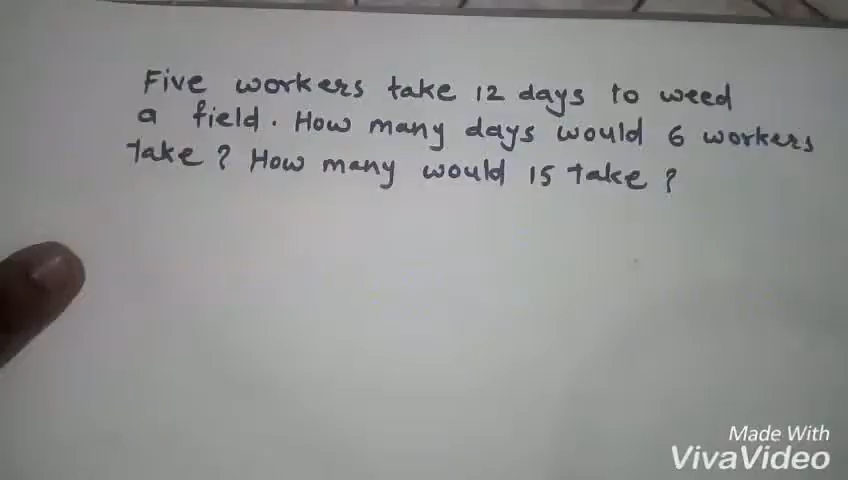 Five workers take 12 days to weed
a field. How many days would 6 workers
take? How many would 15 take?
Made With
VivaVideo